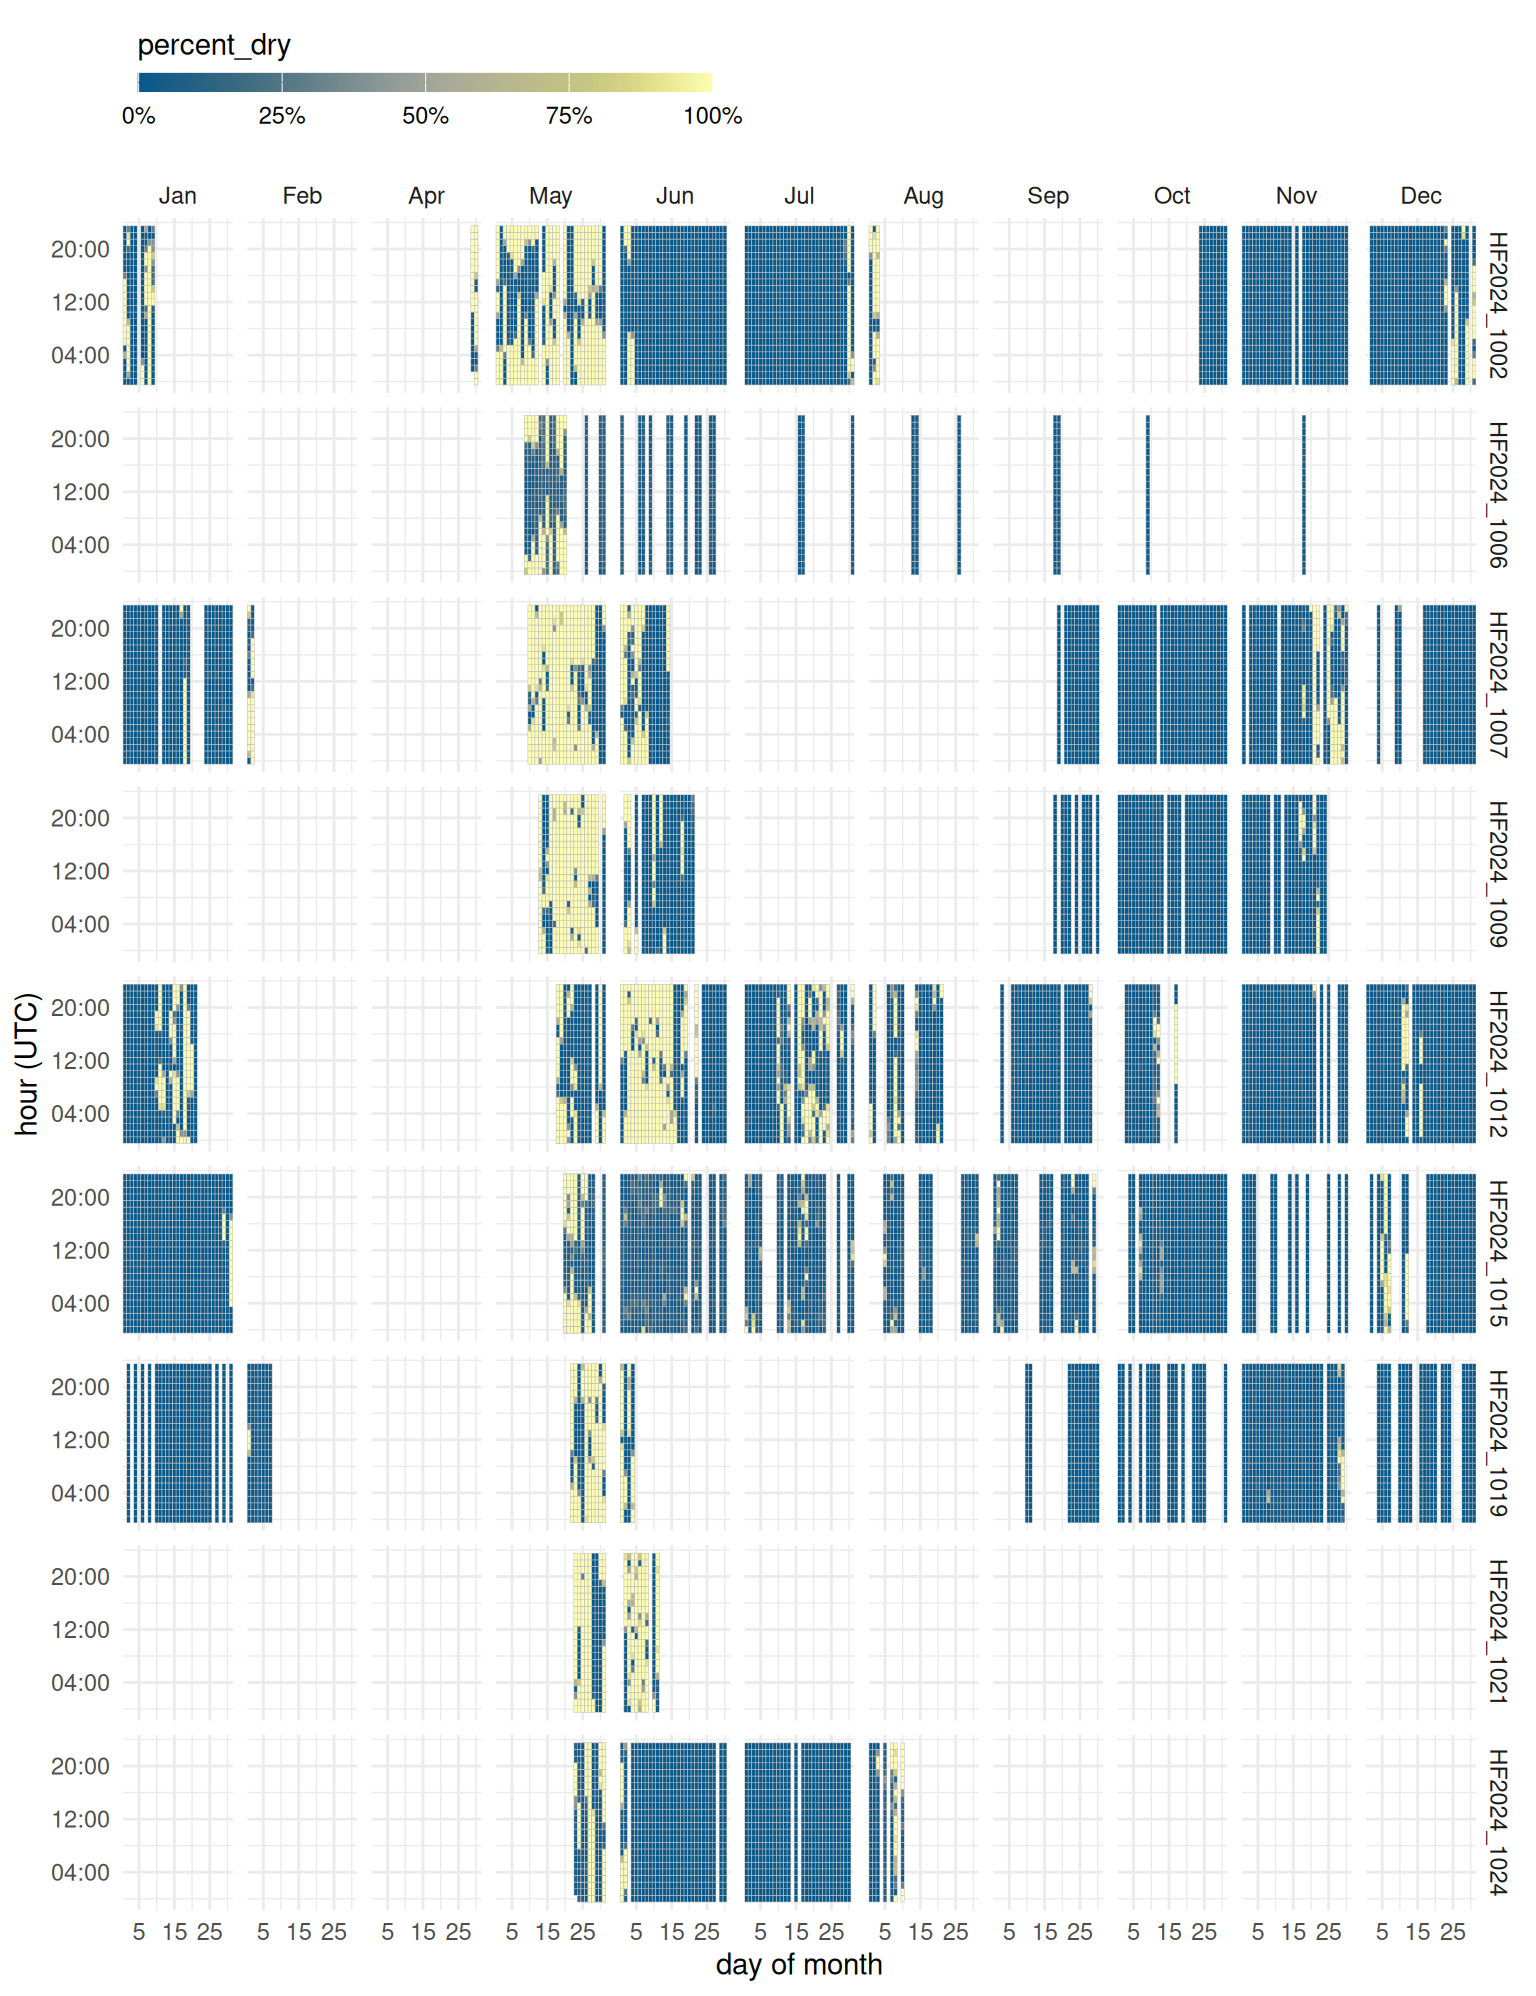 percent_dry
0% 25% 50% 75% 100%
Jan Feb Apr May Jun Jul Aug Sep Oct Nov Dec
20:00
12:00
04:00
HF2024_1002
20:00
12:00
04:00
HF2024_1006
20:00
12:00
04:00
HF2024_1007
20:00
12:00
04:00
HF2024_1009
hour (UTC)
20:00
12:00
04:00
HF2024_1012
20:00
12:00
04:00
HF2024_1015
20:00
12:00
04:00
HF2024_1019
20:00
12:00
04:00
HF2024_1021
20:00
12:00
04:00
HF2024_1024
5 15 25 5 15 25 5 15 25 5 15 25 5 15 25 5 15 25 5 15 25 5 15 25 5 15 25 5 15 25 5 15 25
day of month